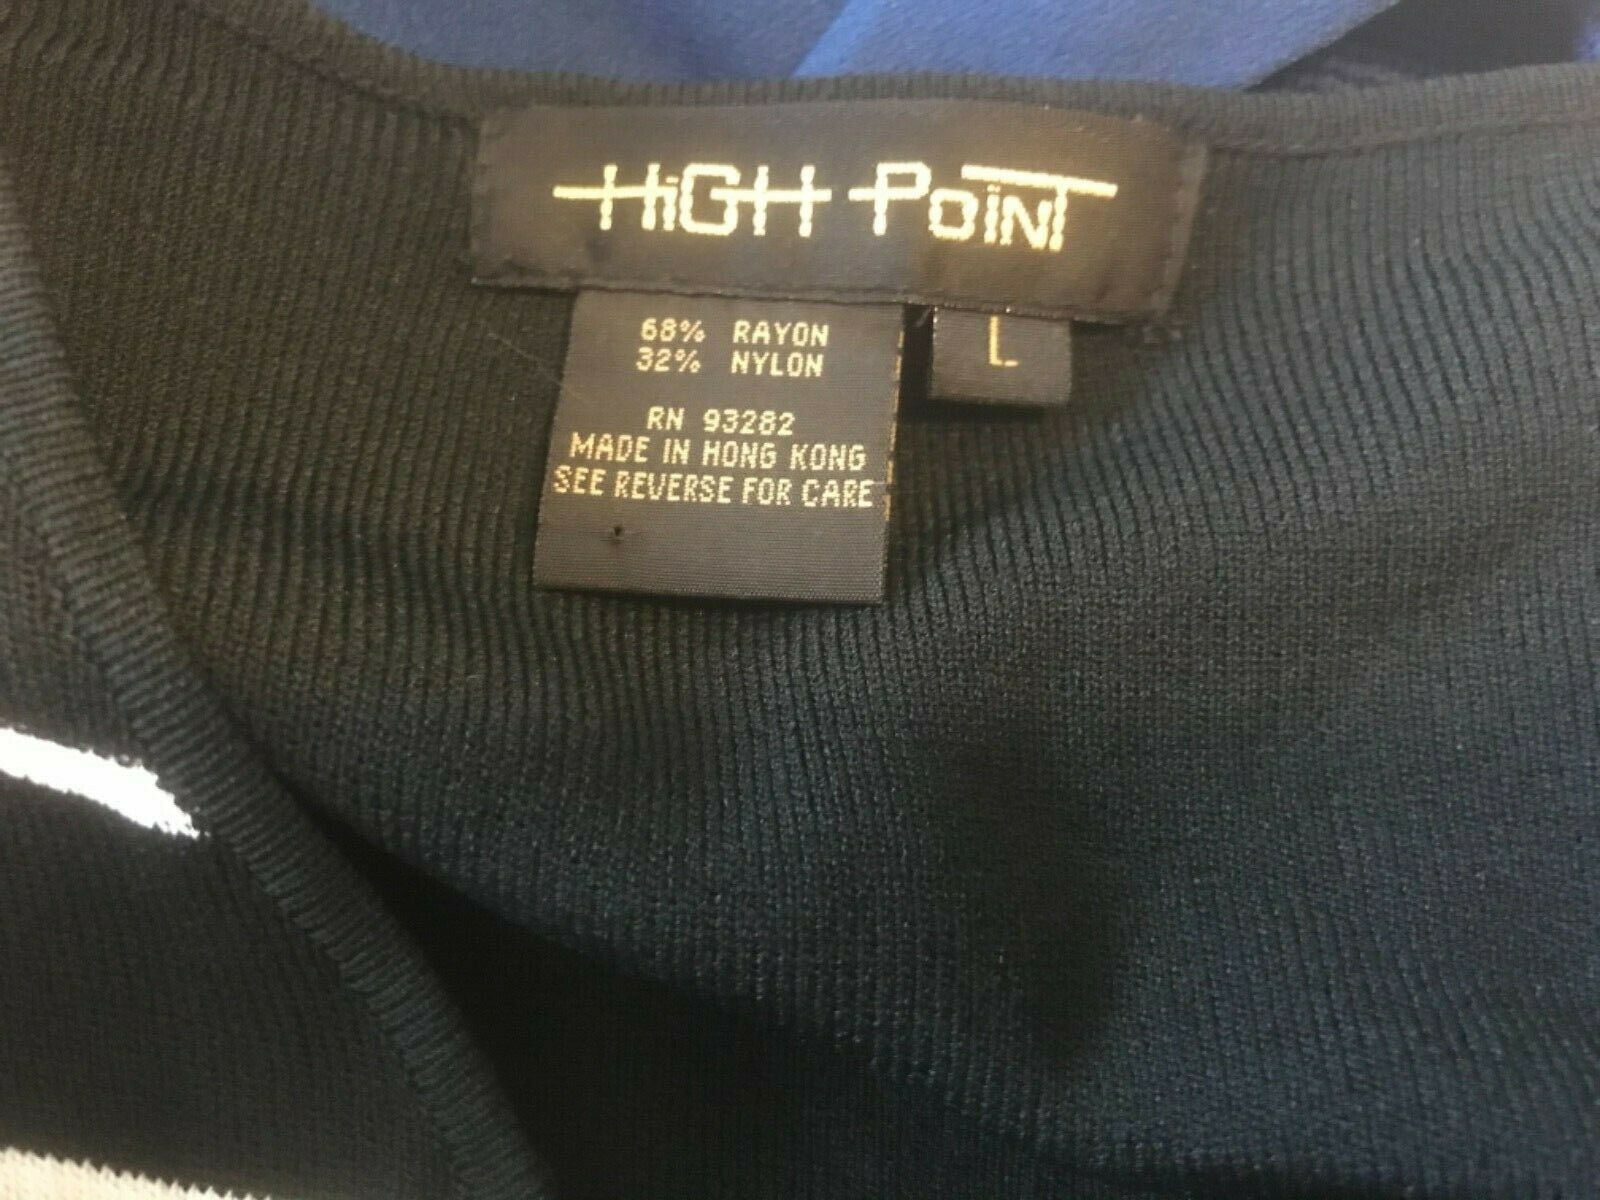 HiGH POiNT
68% RAYON
32% NYLON
L
RN 93282
MADE IN HONG KONG
SEE REVERSE FOR CARE